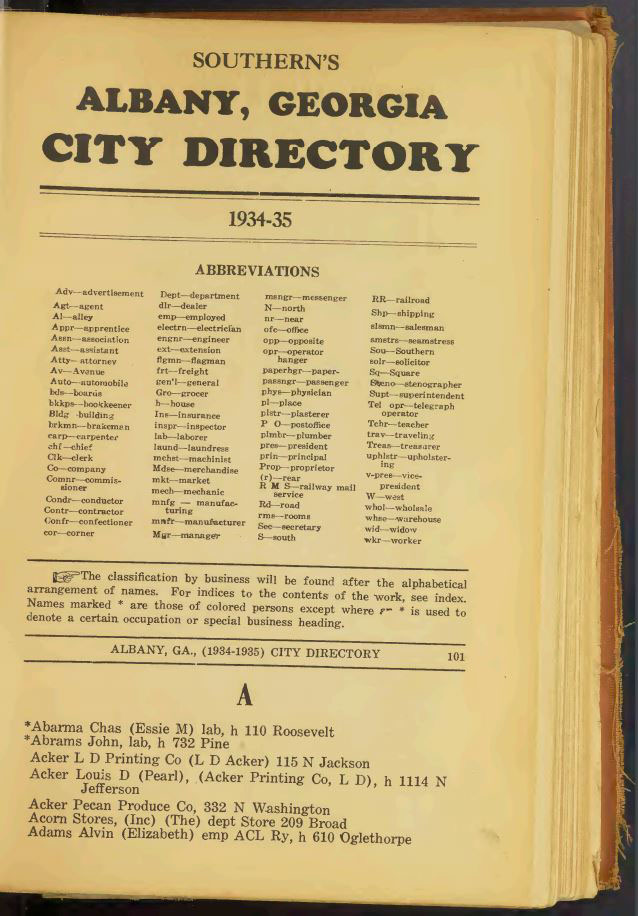 SOUTHERN'S
ALBANY, GEORGIA
CITY DIRECTORY
1934-35
ABBREVIATIONS
Adv—advertisement
Agt—agent
Al—alley
Appr—apprentice
Assn—association
Asst—assistant
Atty—attorney
Av—Avenue
Auto—automobile
bds—boards
bkkps—bookkeener
Bldg—building
brkmn—brakeman
carp—carpenter
chf—chief
Clk—clerk
Co—company
Comnr—commis-
sioner
Condr—conductor
Contr—contractor
Confr—confectioner
cor—corner
Dept—department
dlr—dealer
emp—employed
electrn—electrician
engnr—engineer
ext—extension
flgmn—flagman
frt—freight
gen'l—general
Gro—grocer
h—house
Ins—insurance
inspr—inspector
lab—laborer
laund—laundress
mchst—machinist
Mdse—merchandise
mkt—market
mech—mechanic
mnfg — manufac-
turing
mnfr—manufacturer
Mgr—manager
msngr—messenger
N—north
nr—near
ofc—office
opp—opposite
opr—operator
hanger
paperhgr—paper-
passngr—passenger
phys—physician
pl—place
plstr—plasterer
P O—postoffice
plmbr—plumber
pres—president
prin—principal
Prop—proprietor
(r)—rear
R M S—railway mail
service
Rd—road
rms—rooms
Sec—secretary
S—south
RR—railroad
Shp—shipping
slsmn—salesman
smstrs—seamstress
Sou—Southern
solr—solicitor
Sq—Square
Steno—stenographer
Supt—superintendent
Tel opr—telegraph
operator
Tchr—teacher
trav—traveling
Treas—treasurer
uphlstr—upholster-
ing
v-pres—vice-
president
W—west
whol—wholsale
whse—warehouse
wid—widow
wkr—worker
The classification by business will be found after the alphabetical
arrangement of names. For indices to the contents of the work, see index.
Names marked * are those of colored persons except where * is used to
denote a certain occupation or special business heading.
ALBANY, GA., (1934-1935) CITY DIRECTORY 101
A
*Abarma Chas (Essie M) lab, h 110 Roosevelt
*Abrams John, lab, h 732 Pine
Acker L D Printing Co (L D Acker) 115 N Jackson
Acker Louis D (Pearl), (Acker Printing Co, L D), h 1114 N
Jefferson
Acker Pecan Produce Co, 332 N Washington
Acorn Stores, (Inc) (The) dept Store 209 Broad
Adams Alvin (Elizabeth) emp ACL Ry, h 610 Oglethorpe